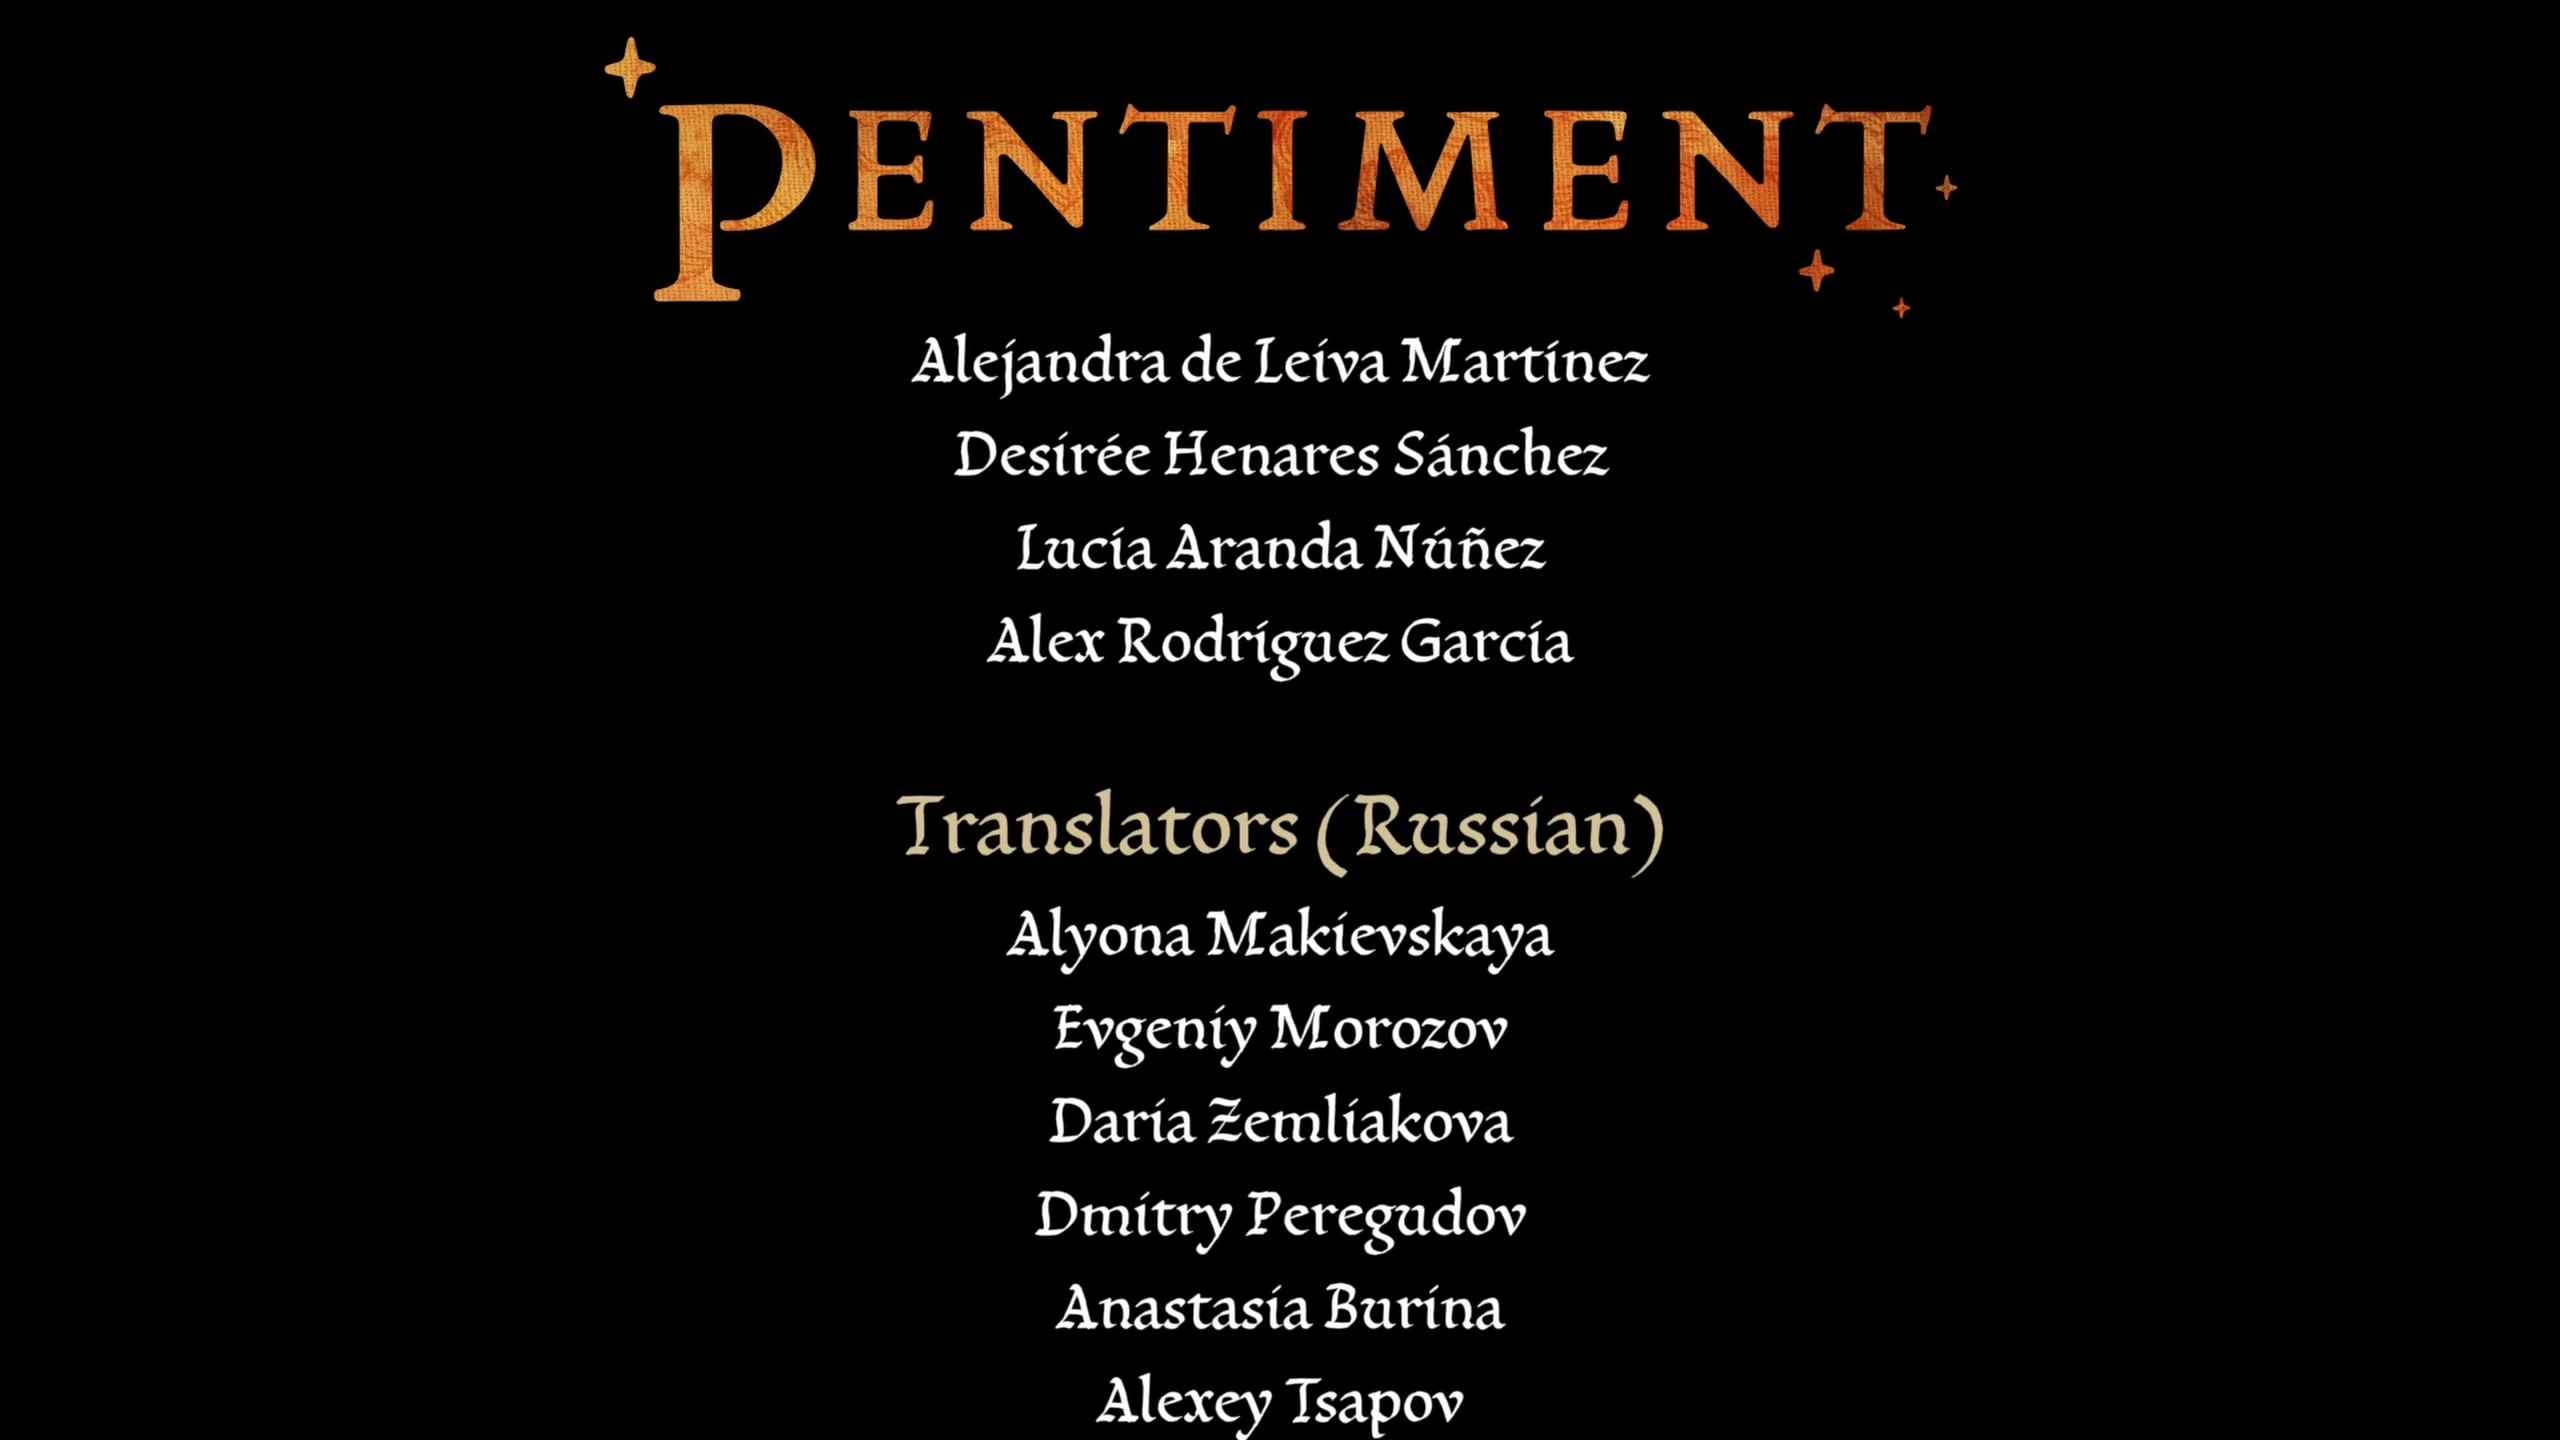 PENTIMENT
Alejandra de Leiva Martínez
Desirée Henares Sánchez
Lucía Aranda Núñez
Alex Rodríguez García
Translators (Russian)
Alyona Makievskaya
Evgeniy Morozov
Daria Zemliakova
Dmitry Peregudov
Anastasia Burina
Alexey Tsapov